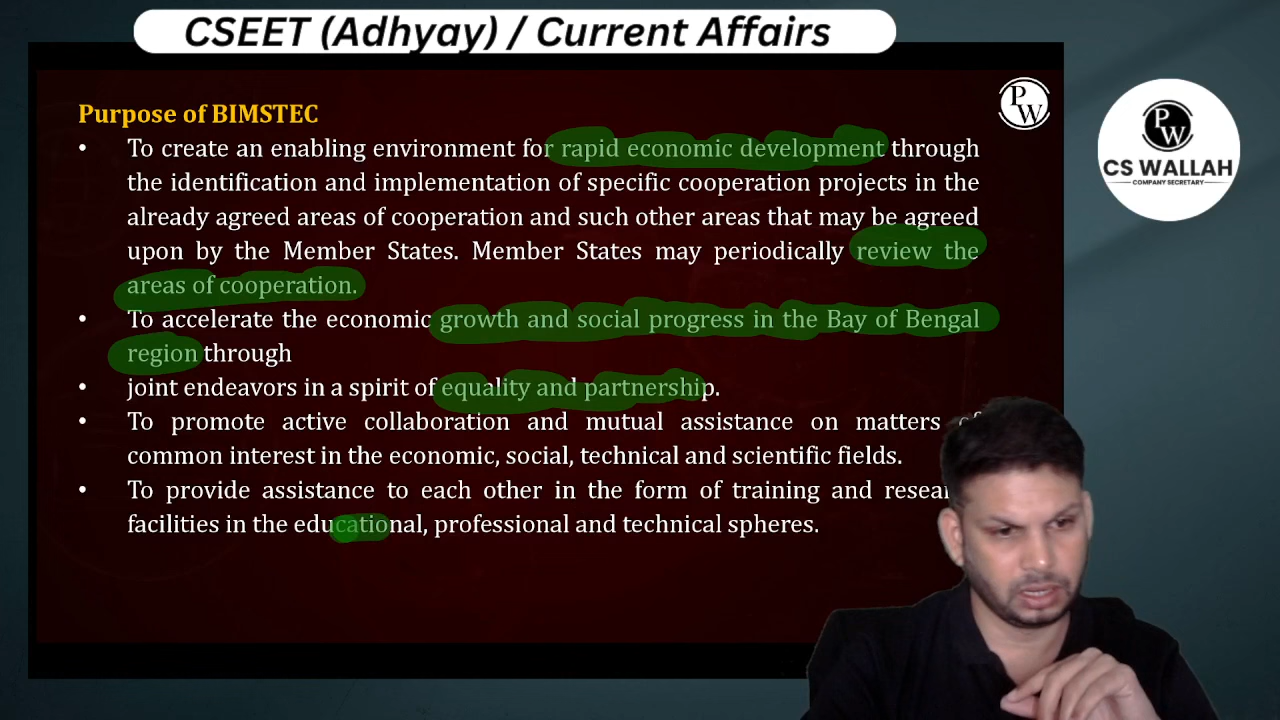 CSEET (Adhyay) / Current Affairs
Purpose of BIMSTEC
PW
PW
CS WALLAH
COMPANY SECRETARY
• To create an enabling environment for rapid economic development through
the identification and implementation of specific cooperation projects in the
already agreed areas of cooperation and such other areas that may be agreed
upon by the Member States. Member States may periodically review the
areas of cooperation.
• To accelerate the economic growth and social progress in the Bay of Bengal
region through
• joint endeavors in a spirit of equality and partnership.
• To promote active collaboration and mutual assistance on matters of
common interest in the economic, social, technical and scientific fields.
• To provide assistance to each other in the form of training and resear
facilities in the educational, professional and technical spheres.